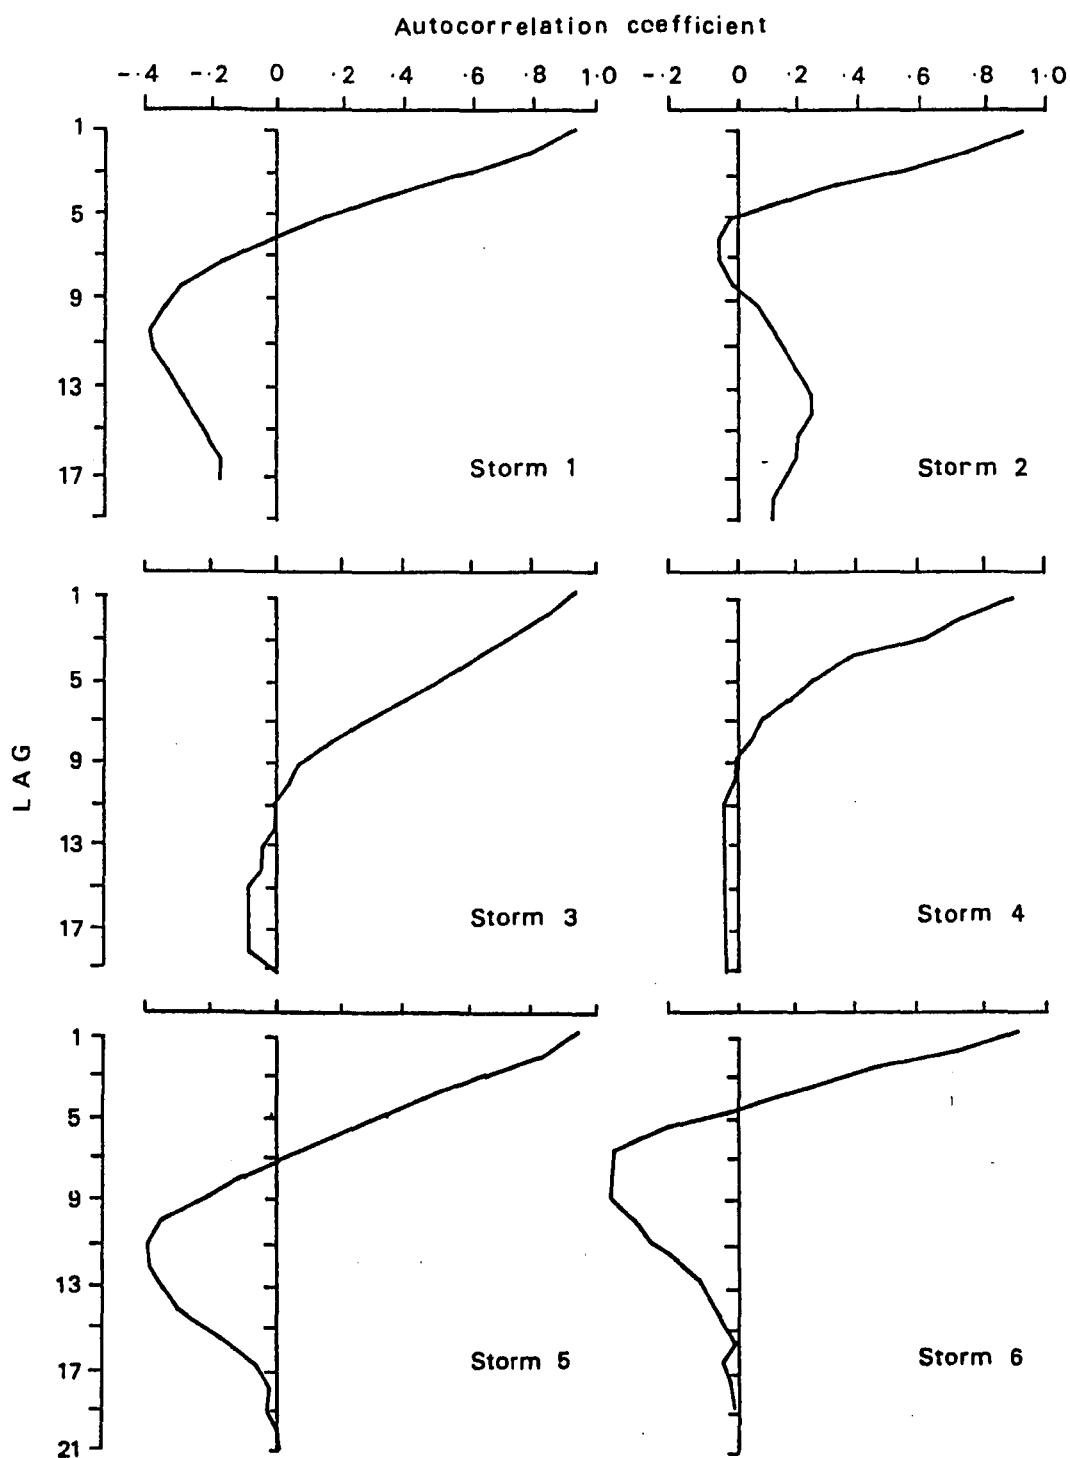 Autocorrelation ccefficient
-·4 -·2 0 ·2 ·4 ·6 ·8 1·0 -·2 0 ·2 ·4 ·6 ·8 1·0
1
5
9
13
17
Storm 1
Storm 2
1
5
9
13
17
LAG
Storm 3
Storm 4
1
5
9
13
17
21
Storm 5
Storm 6